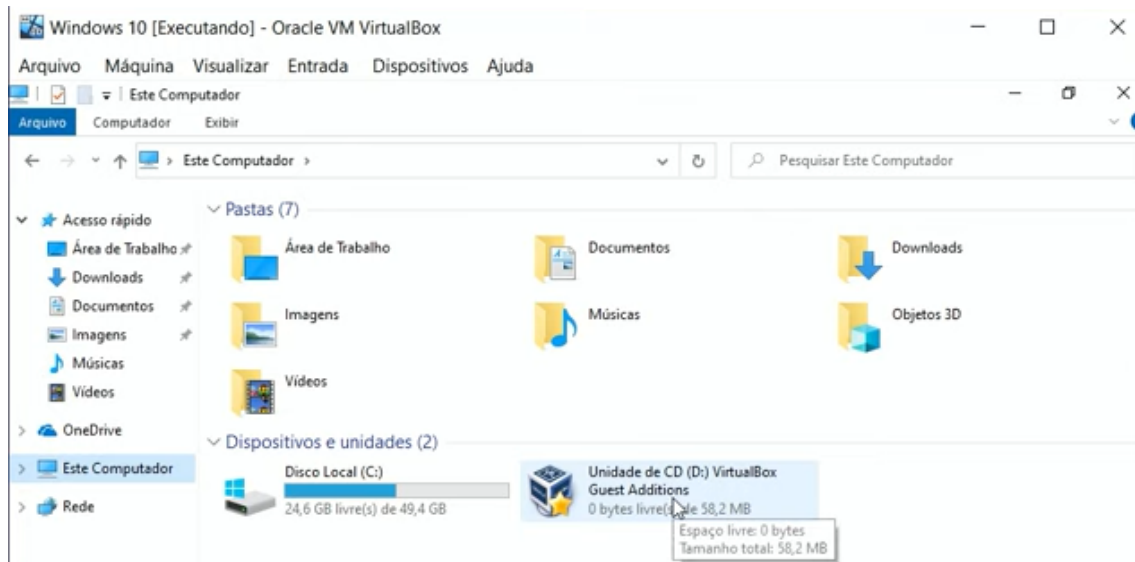 Windows 10 [Executando] - Oracle VM VirtualBox
Arquivo Máquina Visualizar Entrada Dispositivos Ajuda
Este Computador
Arquivo Computador Exibir
Este Computador
Pesquisar Este Computador
Acesso rápido
Área de Trabalho
Downloads
Documentos
Imagens
Músicas
Vídeos
OneDrive
Este Computador
Rede
Pastas (7)
Área de Trabalho
Documentos
Downloads
Imagens
Músicas
Objetos 3D
Vídeos
Dispositivos e unidades (2)
Disco Local (C:)
24,6 GB livre(s) de 49,4 GB
Unidade de CD (D:) VirtualBox
Guest Additions
0 bytes livre(s) de 58,2 MB
Espaço livre: 0 bytes
Tamanho total: 58,2 MB